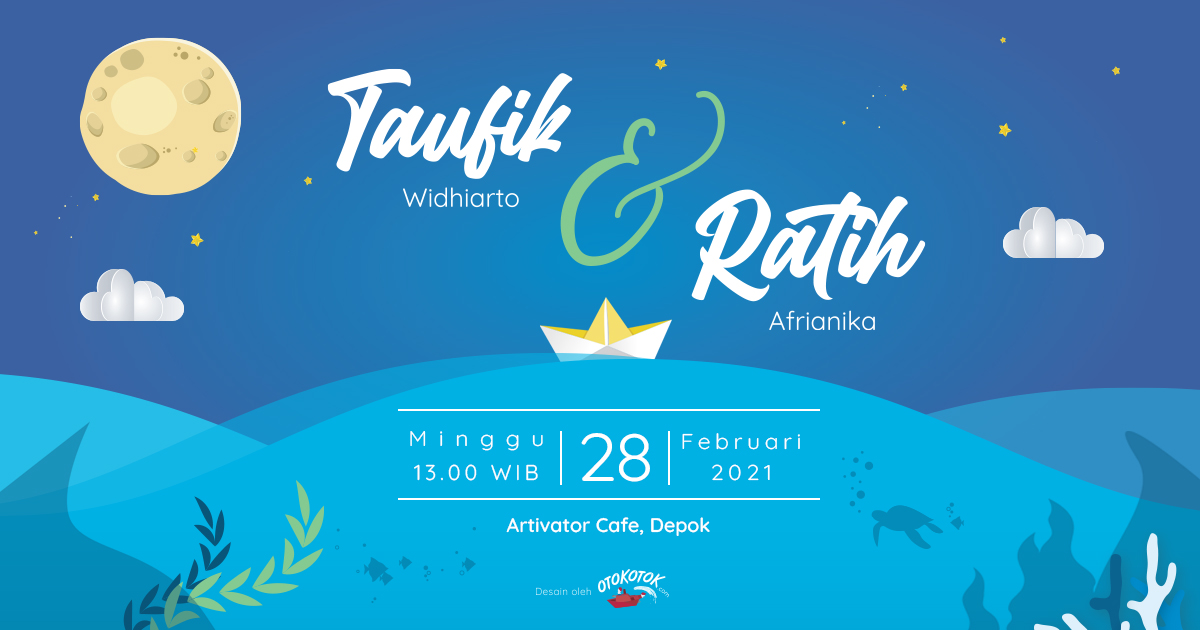 Taufik
Widhiarto
&
Ratih
Afrianika
Minggu
13.00 WIB
28
Februari
2021
Artivator Cafe, Depok
Desain oleh OTOKOTOK.com